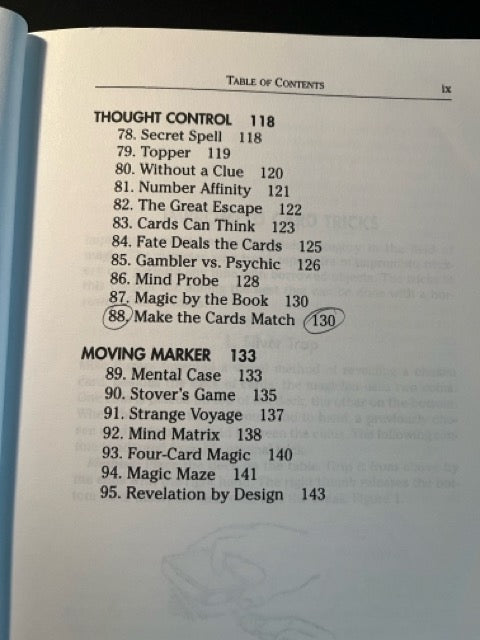 TABLE OF CONTENTS ix
THOUGHT CONTROL 118
78. Secret Spell 118
79. Topper 119
80. Without a Clue 120
81. Number Affinity 121
82. The Great Escape 122
83. Cards Can Think 123
84. Fate Deals the Cards 125
85. Gambler vs. Psychic 126
86. Mind Probe 128
87. Magic by the Book 130
88. Make the Cards Match 130
MOVING MARKER 133
89. Mental Case 133
90. Stover's Game 135
91. Strange Voyage 137
92. Mind Matrix 138
93. Four-Card Magic 140
94. Magic Maze 141
95. Revelation by Design 143